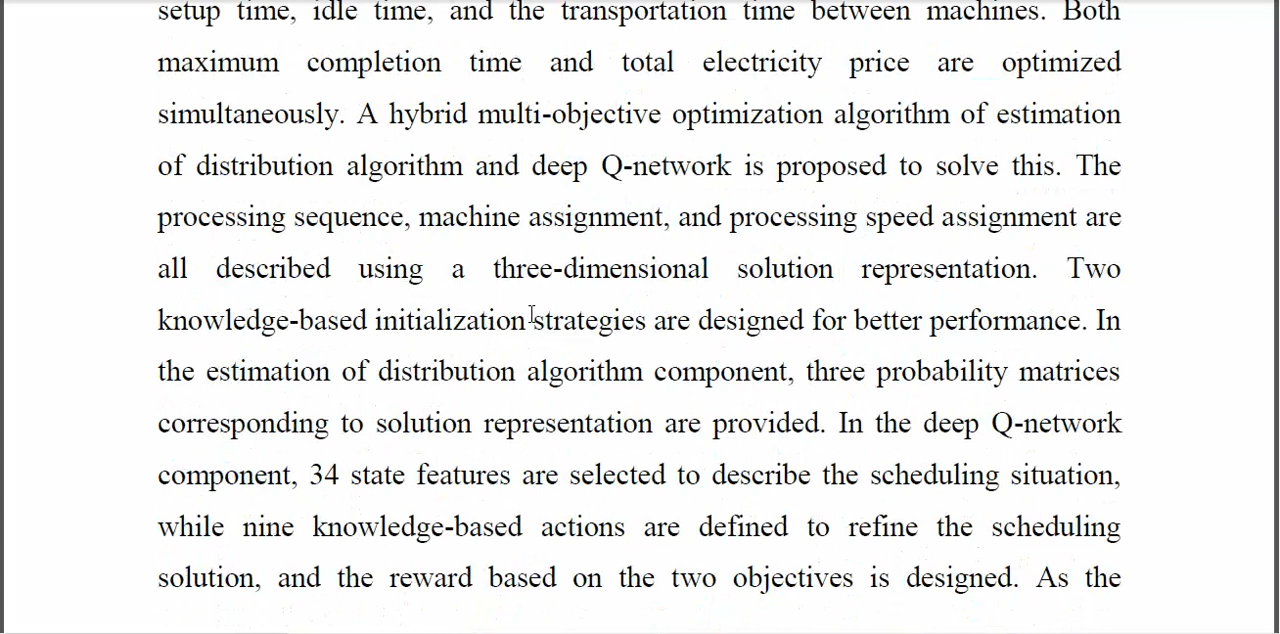 setup time, idle time, and the transportation time between machines. Both
maximum completion time and total electricity price are optimized
simultaneously. A hybrid multi-objective optimization algorithm of estimation
of distribution algorithm and deep Q-network is proposed to solve this. The
processing sequence, machine assignment, and processing speed assignment are
all described using a three-dimensional solution representation. Two
knowledge-based initialization strategies are designed for better performance. In
the estimation of distribution algorithm component, three probability matrices
corresponding to solution representation are provided. In the deep Q-network
component, 34 state features are selected to describe the scheduling situation,
while nine knowledge-based actions are defined to refine the scheduling
solution, and the reward based on the two objectives is designed. As the